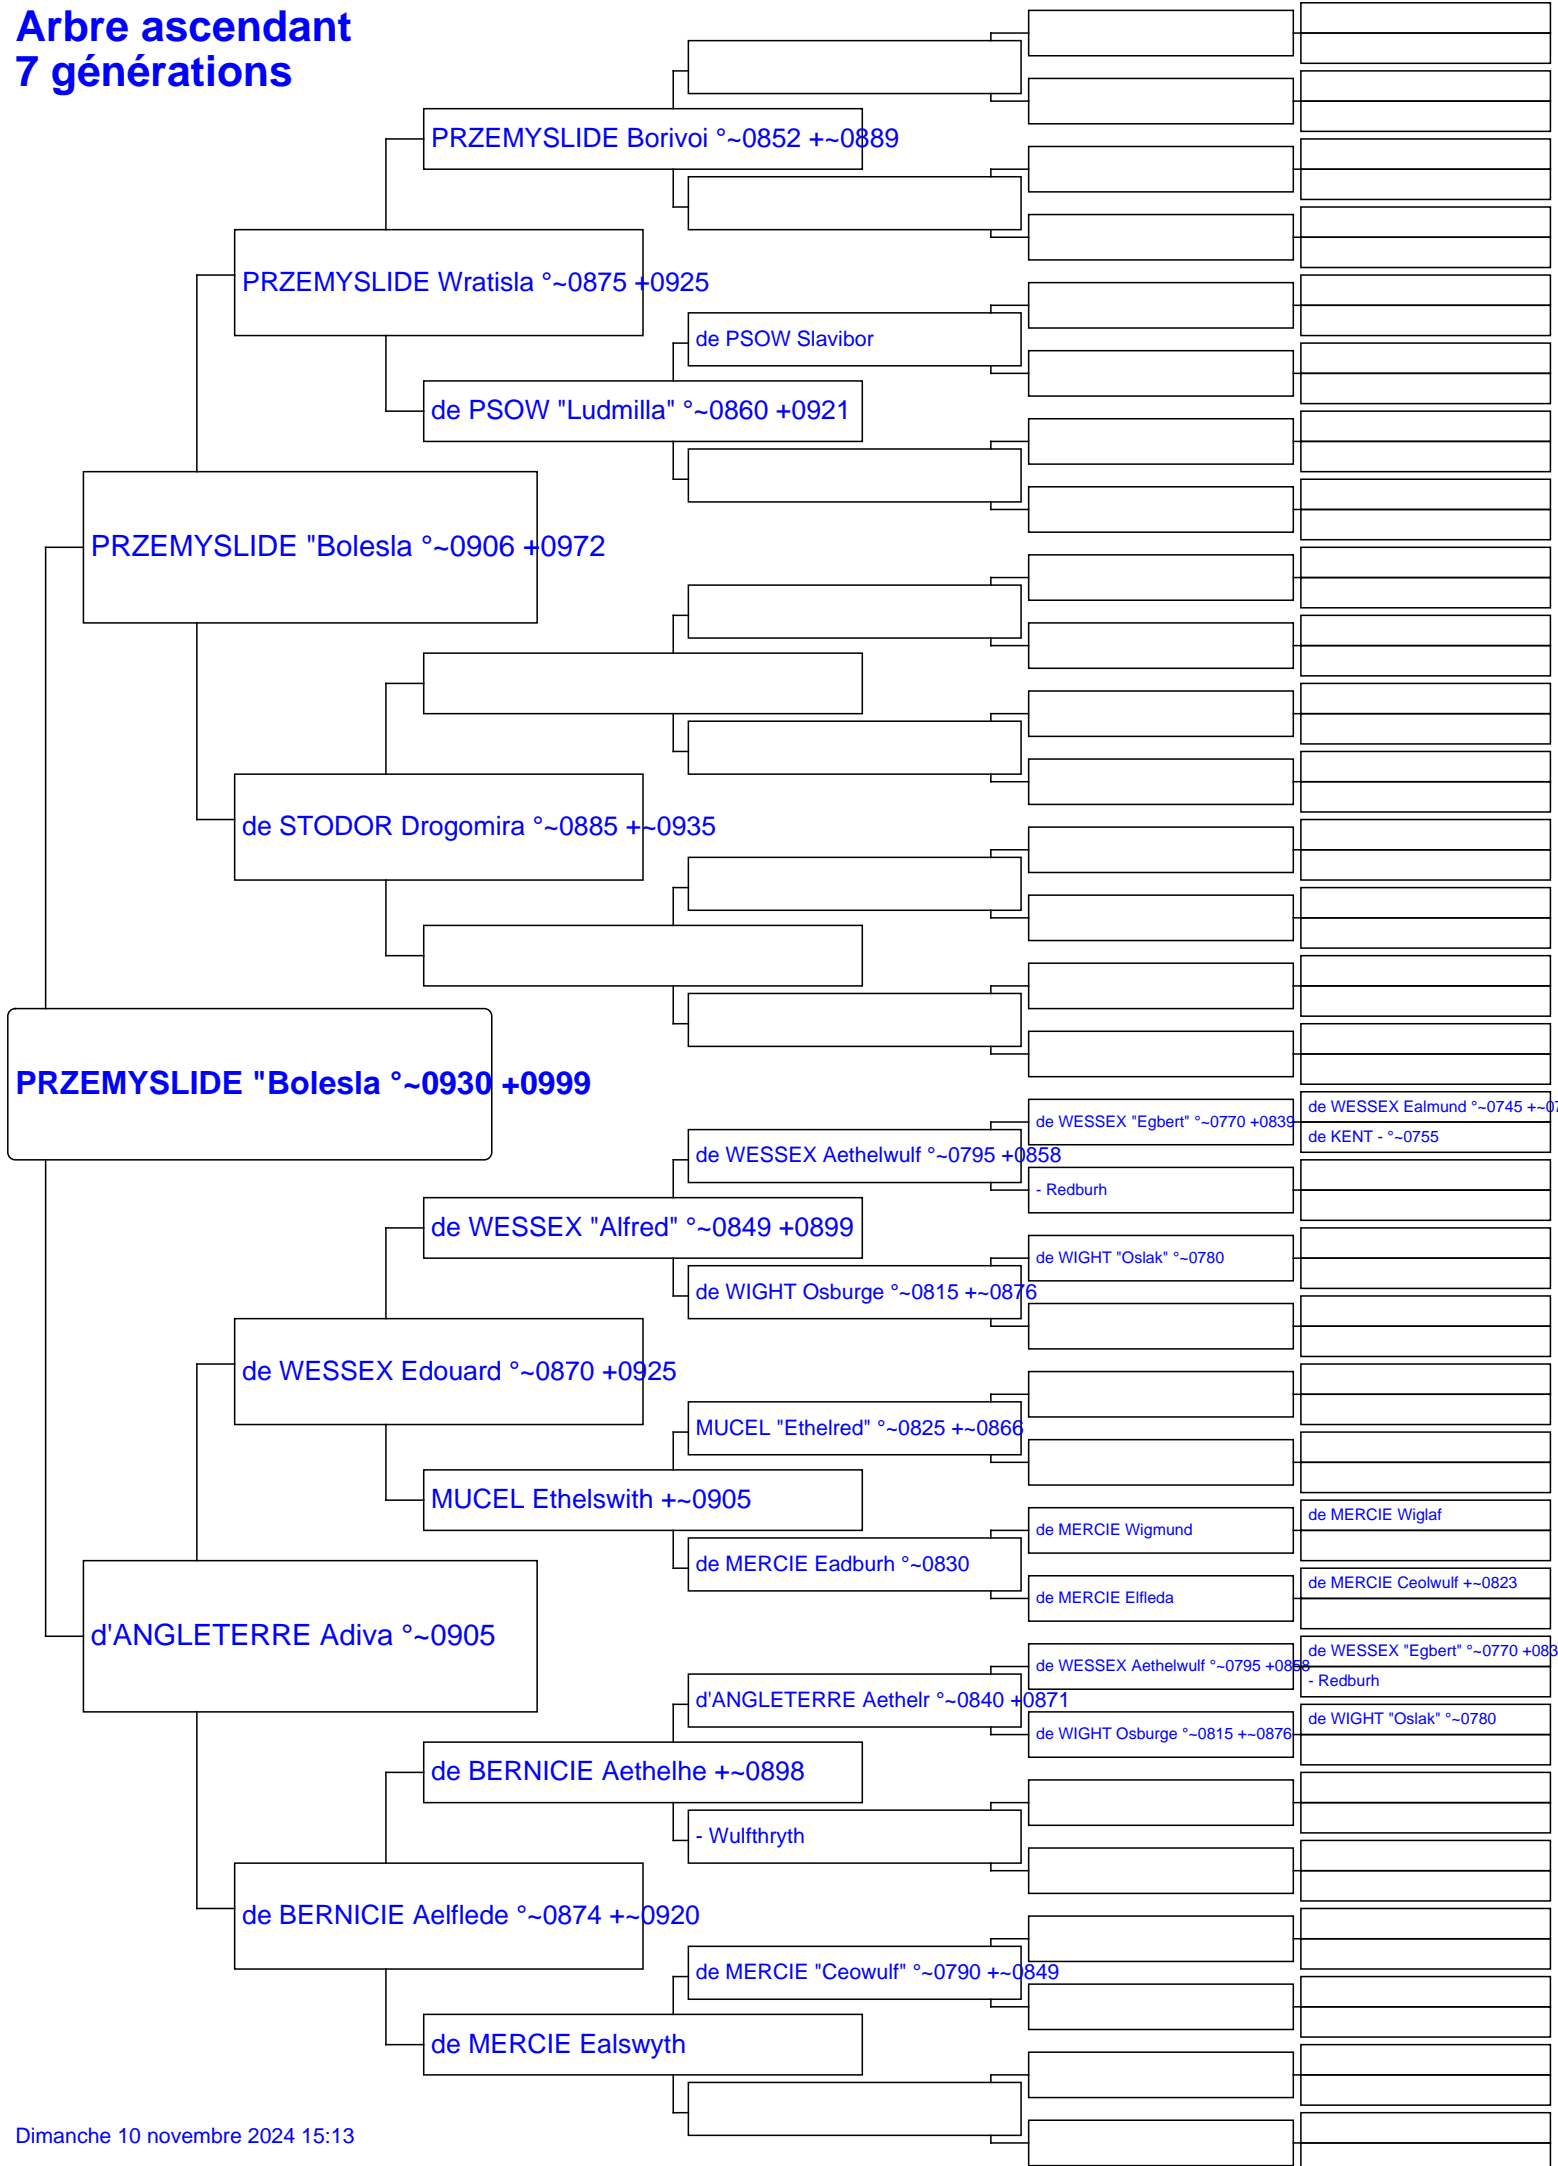 Arbre ascendant
7 générations
PRZEMYSLIDE Borivoi °~0852 +~0889
PRZEMYSLIDE Wratisla °~0875 +0925
de PSOW Slavibor
de PSOW "Ludmilla" °~0860 +0921
PRZEMYSLIDE "Bolesla °~0906 +0972
de STODOR Drogomira °~0885 +~0935
PRZEMYSLIDE "Bolesla °~0930 +0999
de WESSEX Ealmund °~0745 +~07
de WESSEX "Egbert" °~0770 +0839
de KENT - °~0755
de WESSEX Aethelwulf °~0795 +0858
- Redburh
de WESSEX "Alfred" °~0849 +0899
de WIGHT "Oslak" °~0780
de WIGHT Osburge °~0815 +~0876
de WESSEX Edouard °~0870 +0925
MUCEL "Ethelred" °~0825 +~0866
MUCEL Ethelswith +~0905
de MERCIE Wiglaf
de MERCIE Wigmund
de MERCIE Eadburh °~0830
de MERCIE Ceolwulf +~0823
de MERCIE Elfleda
d'ANGLETERRE Adiva °~0905
de WESSEX "Egbert" °~0770 +083
de WESSEX Aethelwulf °~0795 +0858
- Redburh
d'ANGLETERRE Aethelr °~0840 +0871
de WIGHT "Oslak" °~0780
de WIGHT Osburge °~0815 +~0876
de BERNICIE Aethelhe +~0898
- Wulfthryth
de BERNICIE Aelflede °~0874 +~0920
de MERCIE "Ceowulf" °~0790 +~0849
de MERCIE Ealswyth
Dimanche 10 novembre 2024 15:13